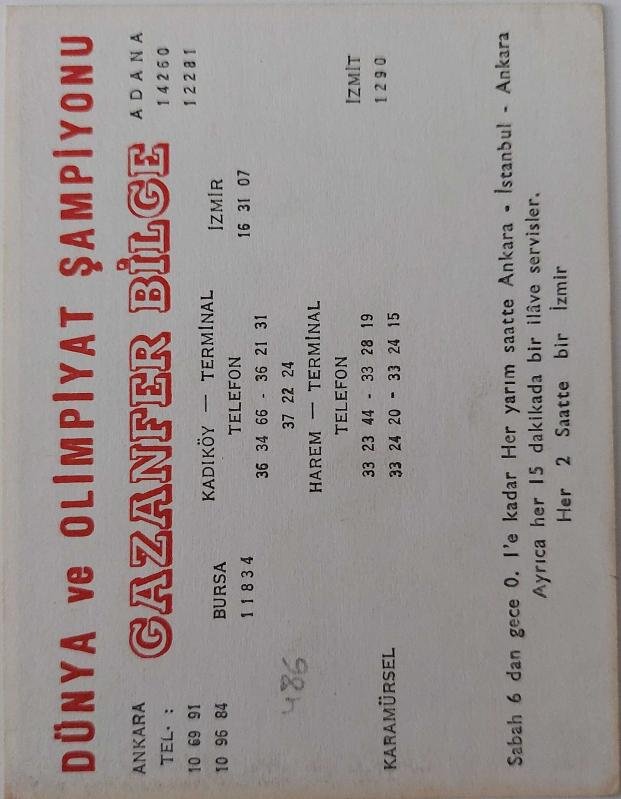 DÜNYA ve OLİMPİYAT ŞAMPİYONU
GAZANFER BİLGE
ANKARA
TEL. :
10 69 91
10 96 84
BURSA
11834
KADIKÖY — TERMİNAL
TELEFON
36 34 66 - 36 21 31
37 22 24
HAREM — TERMİNAL
TELEFON
33 23 44 - 33 28 19
33 24 20 - 33 24 15
İZMİR
16 31 07
ADANA
14260
12281
İZMİT
1290
486
KARAMÜRSEL
Sabah 6 dan gece 0. 1'e kadar Her yarım saatte Ankara - İstanbul - Ankara
Ayrıca her 15 dakikada bir ilâve servisler.
Her 2 Saatte bir İzmir